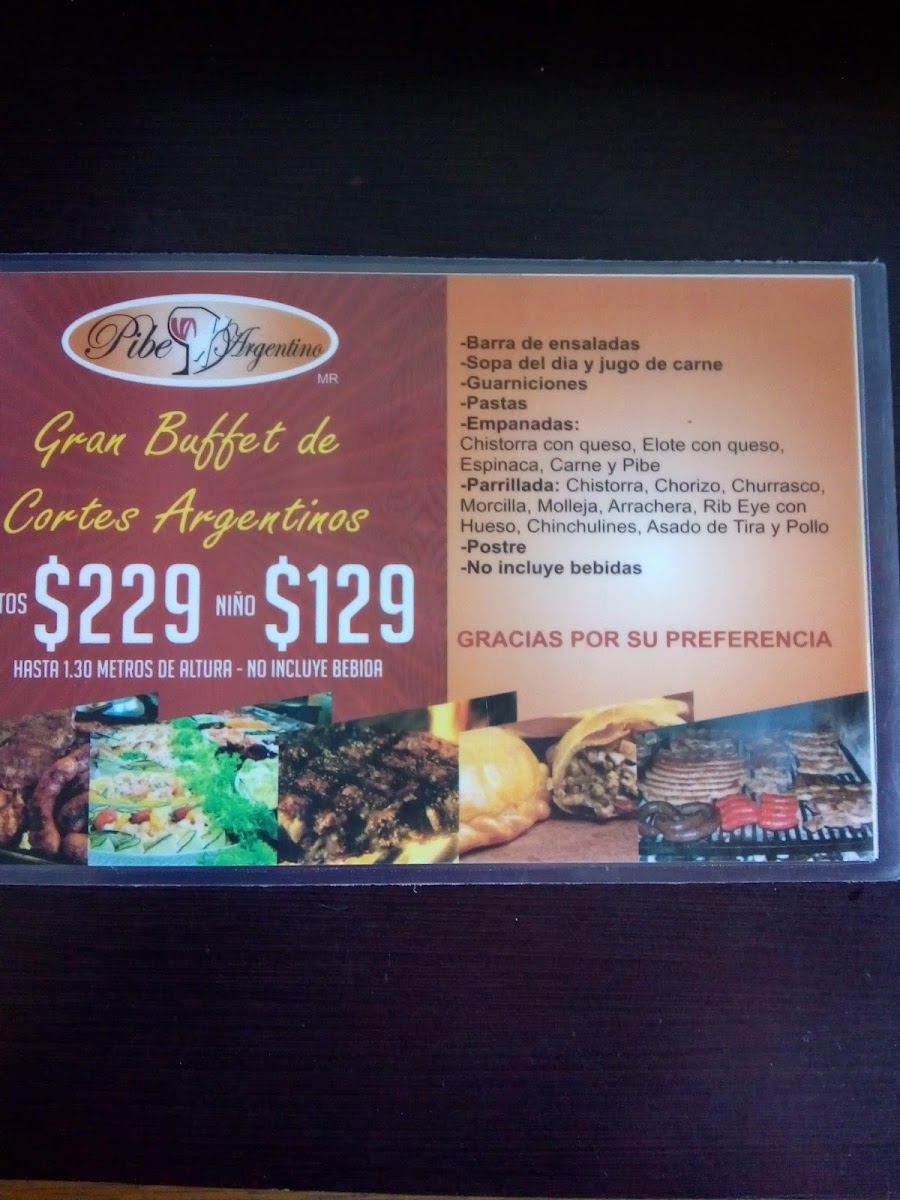 Pibe Argentino
MR
Gran Buffet de
Cortes Argentinos
TOS $229 NIÑO $129
HASTA 1.30 METROS DE ALTURA - NO INCLUYE BEBIDA
-Barra de ensaladas
-Sopa del dia y jugo de carne
-Guarniciones
-Pastas
-Empanadas:
Chistorra con queso, Elote con queso,
Espinaca, Carne y Pibe
-Parrillada: Chistorra, Chorizo, Churrasco,
Morcilla, Molleja, Arrachera, Rib Eye con
Hueso, Chinchulines, Asado de Tira y Pollo
-Postre
-No incluye bebidas
GRACIAS POR SU PREFERENCIA